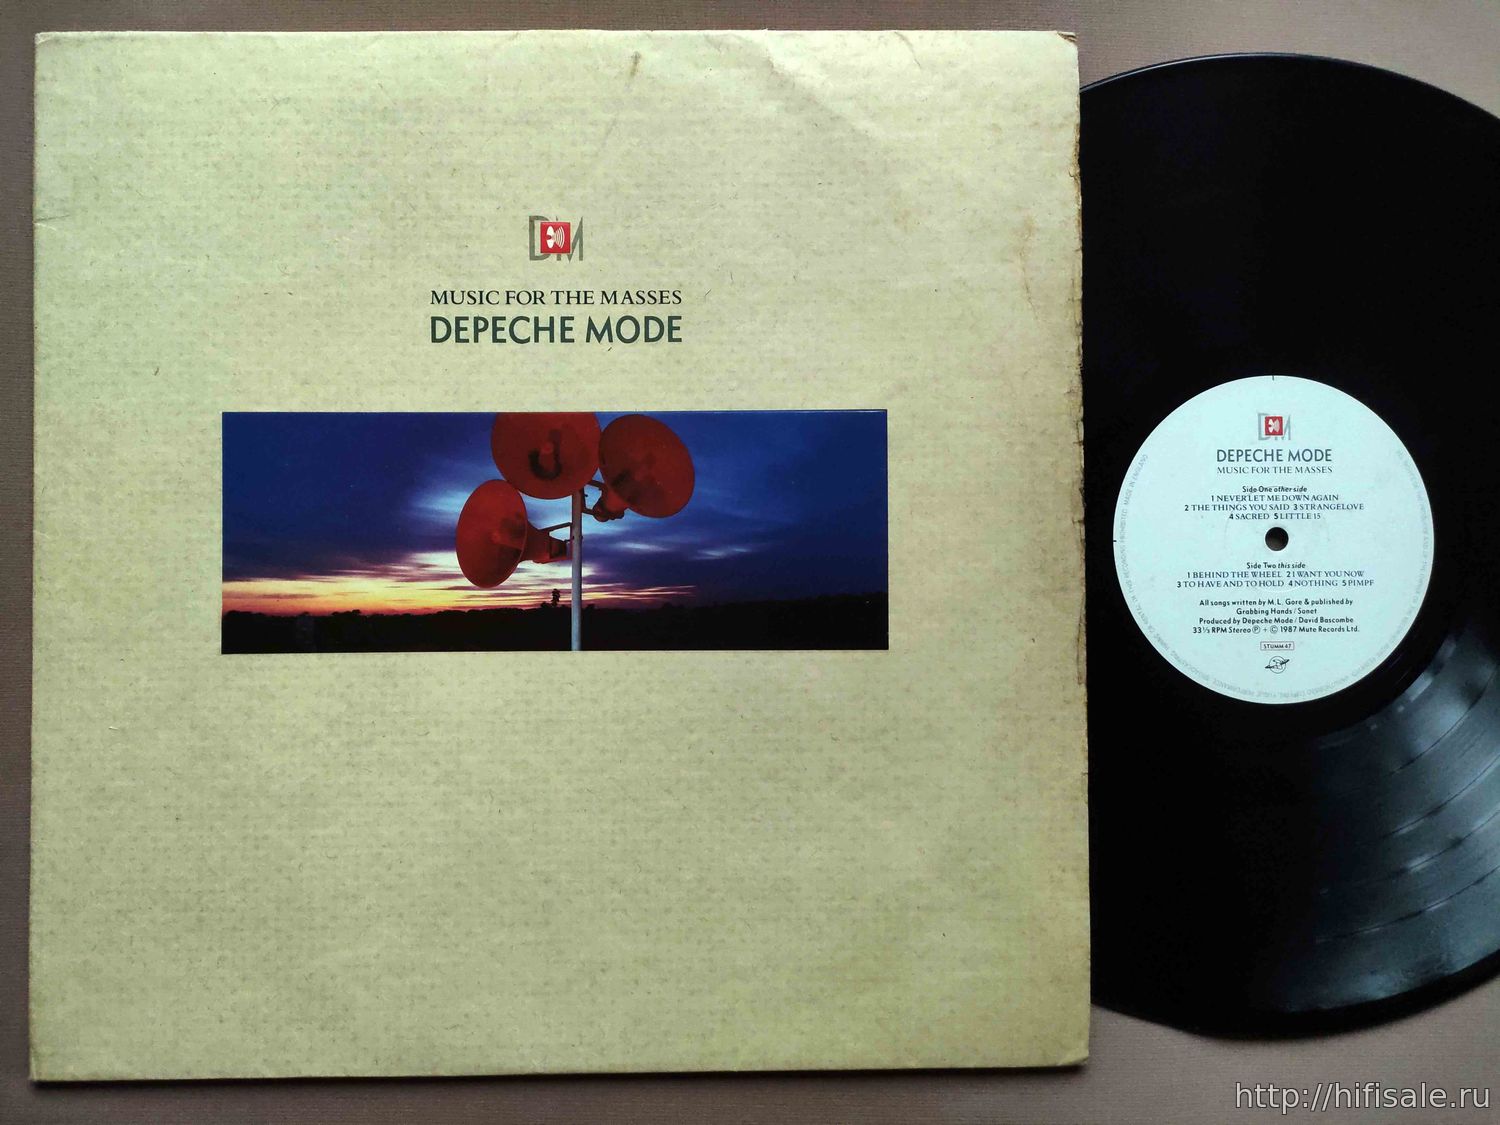 DM
MUSIC FOR THE MASSES
DEPECHE MODE
DM
DEPECHE MODE
MUSIC FOR THE MASSES
Side One other side
1 NEVER LET ME DOWN AGAIN
2 THE THINGS YOU SAID 3 STRANGELOVE
4 SACRED 5 LITTLE 15
Side Two this side
1 BEHIND THE WHEEL 2 I WANT YOU NOW
3 TO HAVE AND TO HOLD 4 NOTHING 5 PIMPF
All songs written by M.L. Gore & published by
Grabbing Hands / Sonet
Produced by Depeche Mode / David Bascombe
33⅓ RPM Stereo Ⓟ + © 1987 Mute Records Ltd.
STUMM 47
MADE IN ENGLAND
http://hifisale.ru